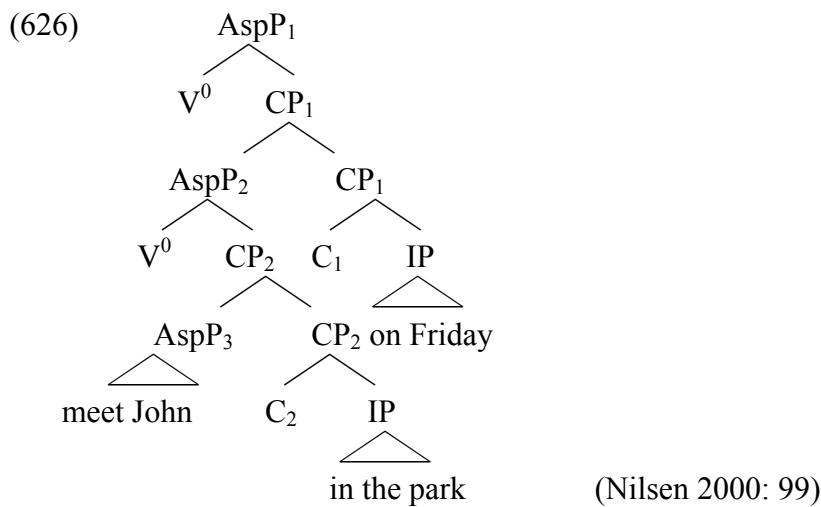 (626) AspP₁
V⁰ CP₁
AspP₂ CP₁
V⁰ CP₂ C₁ IP
AspP₃ CP₂ on Friday
meet John C₂ IP
in the park (Nilsen 2000: 99)